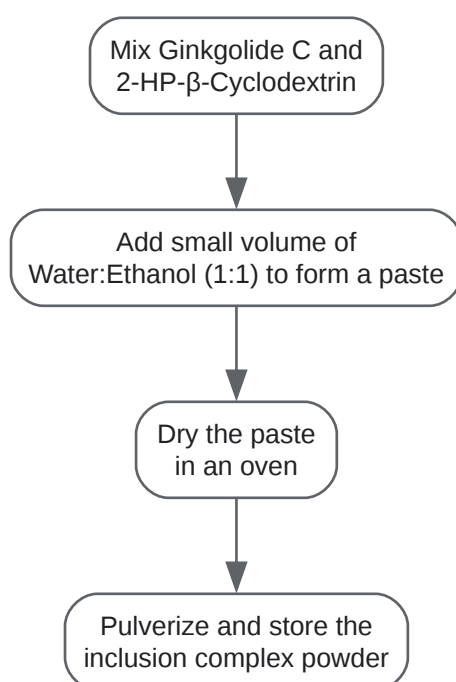 Mix Ginkgolide C and
2-HP-β-Cyclodextrin
Add small volume of
Water:Ethanol (1:1) to form a paste
Dry the paste
in an oven
Pulverize and store the
inclusion complex powder